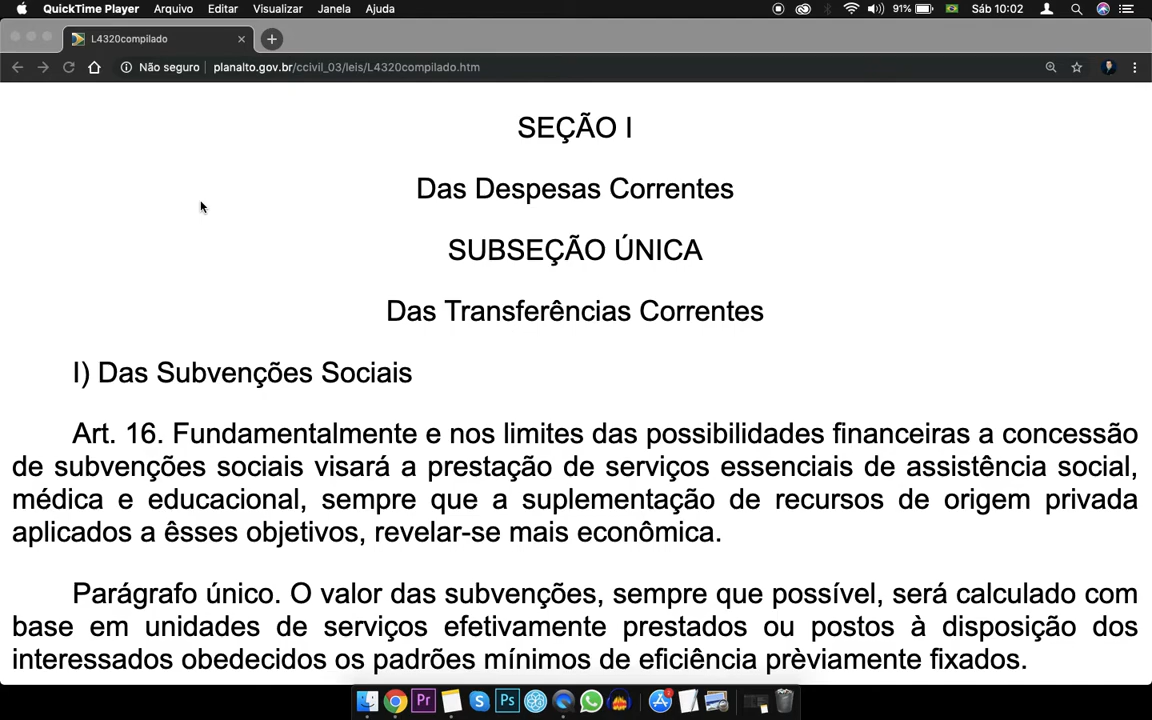 QuickTime Player Arquivo Editar Visualizar Janela Ajuda 91% Sáb 10:02
L4320compilado
Não seguro planalto.gov.br/ccivil_03/leis/L4320compilado.htm
SEÇÃO I
Das Despesas Correntes
SUBSEÇÃO ÚNICA
Das Transferências Correntes
I) Das Subvenções Sociais
Art. 16. Fundamentalmente e nos limites das possibilidades financeiras a concessão
de subvenções sociais visará a prestação de serviços essenciais de assistência social,
médica e educacional, sempre que a suplementação de recursos de origem privada
aplicados a êsses objetivos, revelar-se mais econômica.
Parágrafo único. O valor das subvenções, sempre que possível, será calculado com
base em unidades de serviços efetivamente prestados ou postos à disposição dos
interessados obedecidos os padrões mínimos de eficiência prèviamente fixados.
Pr Ps